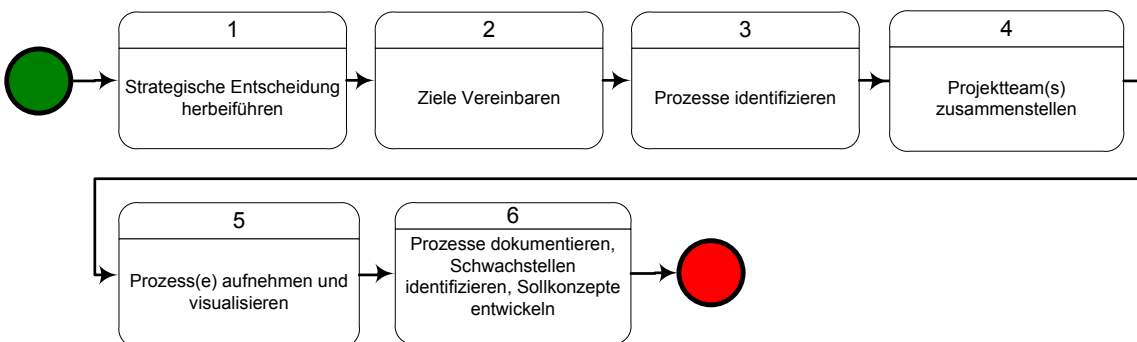 1
Strategische Entscheidung
herbeiführen
2
Ziele Vereinbaren
3
Prozesse identifizieren
4
Projektteam(s)
zusammenstellen
5
Prozess(e) aufnehmen und
visualisieren
6
Prozesse dokumentieren,
Schwachstellen
identifizieren, Sollkonzepte
entwickeln